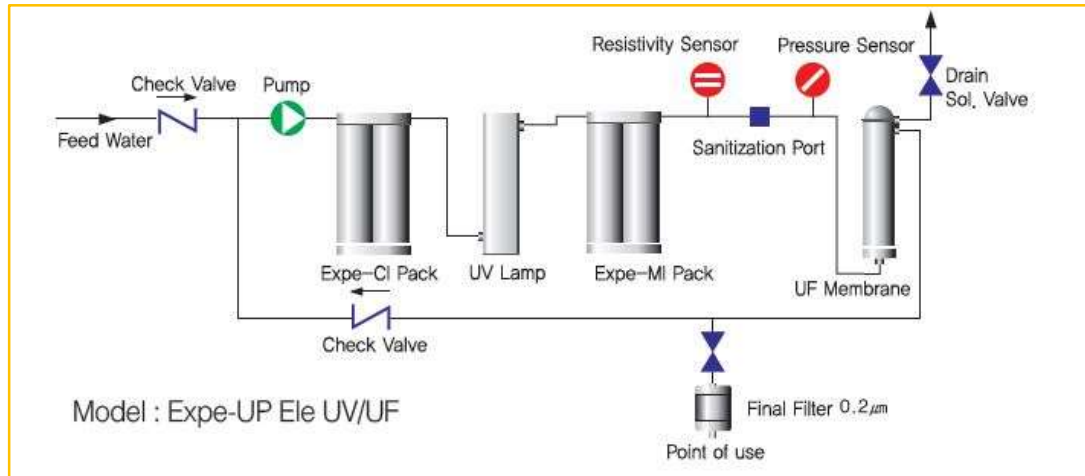 Resistivity Sensor
Pressure Sensor
Check Valve
Pump
Drain
Sol. Valve
Feed Water
Sanitization Port
Expe-CI Pack
UV Lamp
Expe-MI Pack
UF Membrane
Check Valve
Model : Expe-UP Ele UV/UF
Final Filter 0.2㎛
Point of use